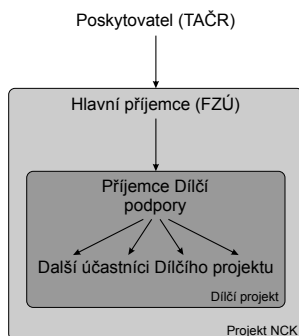 Poskytovatel (TAČR)
Hlavní příjemce (FZÚ)
Příjemce Dílčí
podpory
Další účastníci Dílčího projektu
Dílčí projekt
Projekt NCK